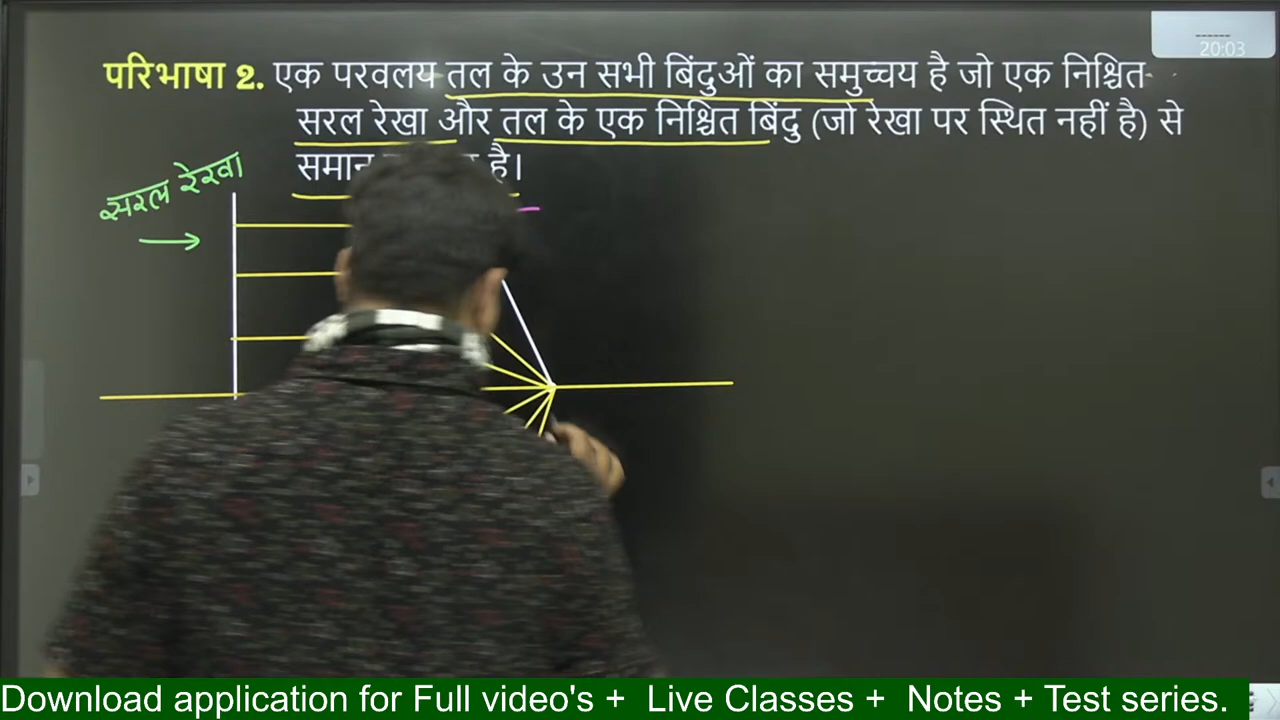 20:03
परिभाषा 2. एक परवलय तल के उन सभी बिंदुओं का समुच्चय है जो एक निश्चित
सरल रेखा और तल के एक निश्चित बिंदु (जो रेखा पर स्थित नहीं है) से
समान है।
सरल रेखा
Download application for Full video's + Live Classes + Notes + Test series.